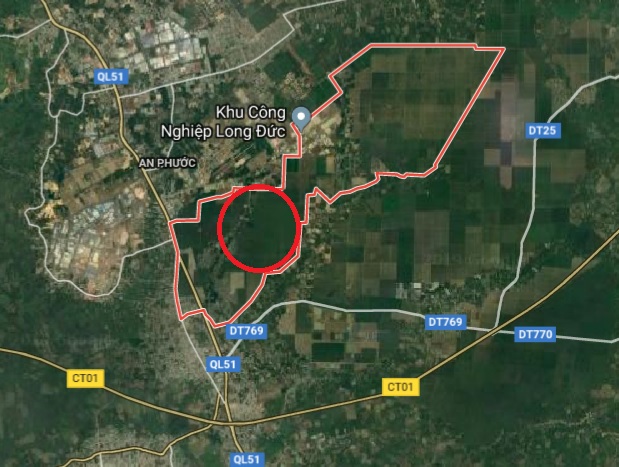 QL51
Khu Công
Nghiệp Long Đức
AN PHƯỚC
DT25
DT769
DT769
DT770
QL51
CT01
CT01
QL51